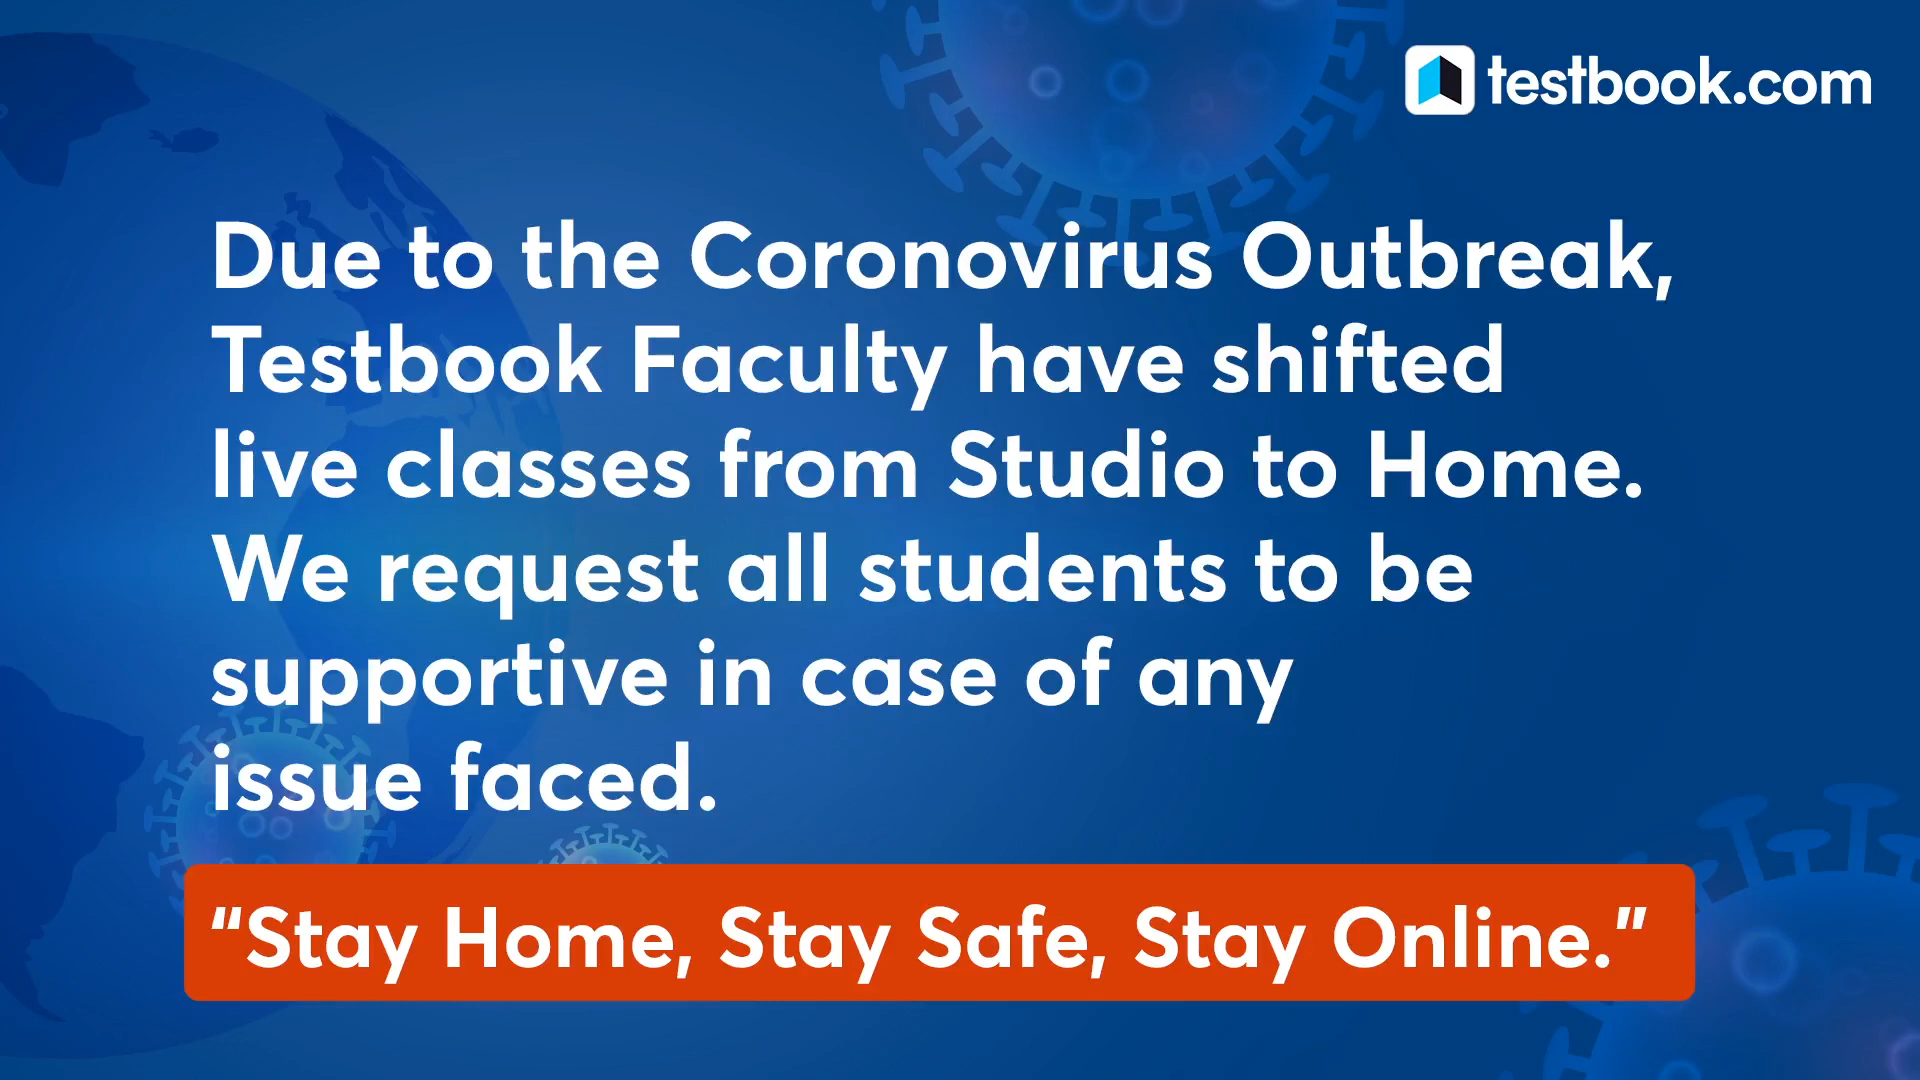 testbook.com
Due to the Coronovirus Outbreak,
Testbook Faculty have shifted
live classes from Studio to Home.
We request all students to be
supportive in case of any
issue faced.
"Stay Home, Stay Safe, Stay Online."